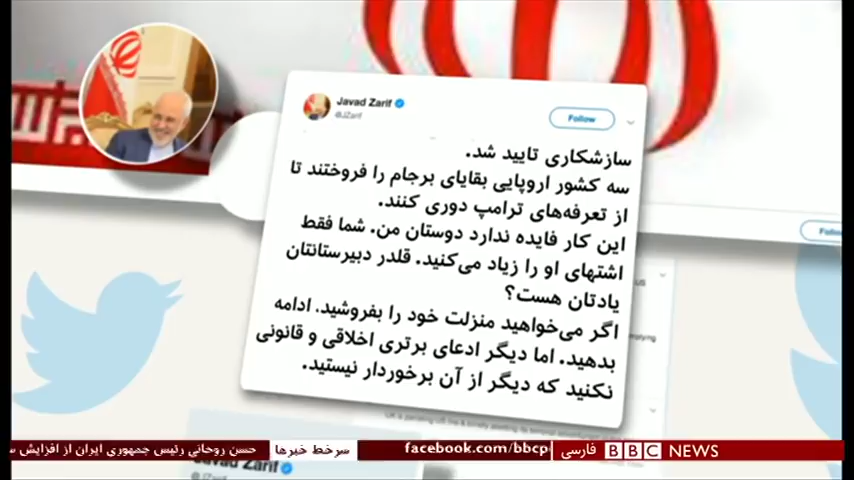 Javad Zarif
@JZarif
Follow
سازشکاری تایید شد.
سه کشور اروپایی بقایای برجام را فروختند تا
از تعرفه‌های ترامپ دوری کنند.
این کار فایده ندارد دوستان من. شما فقط
اشتهای او را زیاد می‌کنید. قلدر دبیرستانتان
یادتان هست؟
اگر می‌خواهید منزلت خود را بفروشید، ادامه
بدهید. اما دیگر ادعای برتری اخلاقی و قانونی
نکنید که دیگر از آن برخوردار نیستید.
حسن روحانی رئیس جمهوری ایران از افزایش
سرخط خبرها
facebook.com/bbcp
فارسی BBC NEWS
Javad Zarif
@JZarif